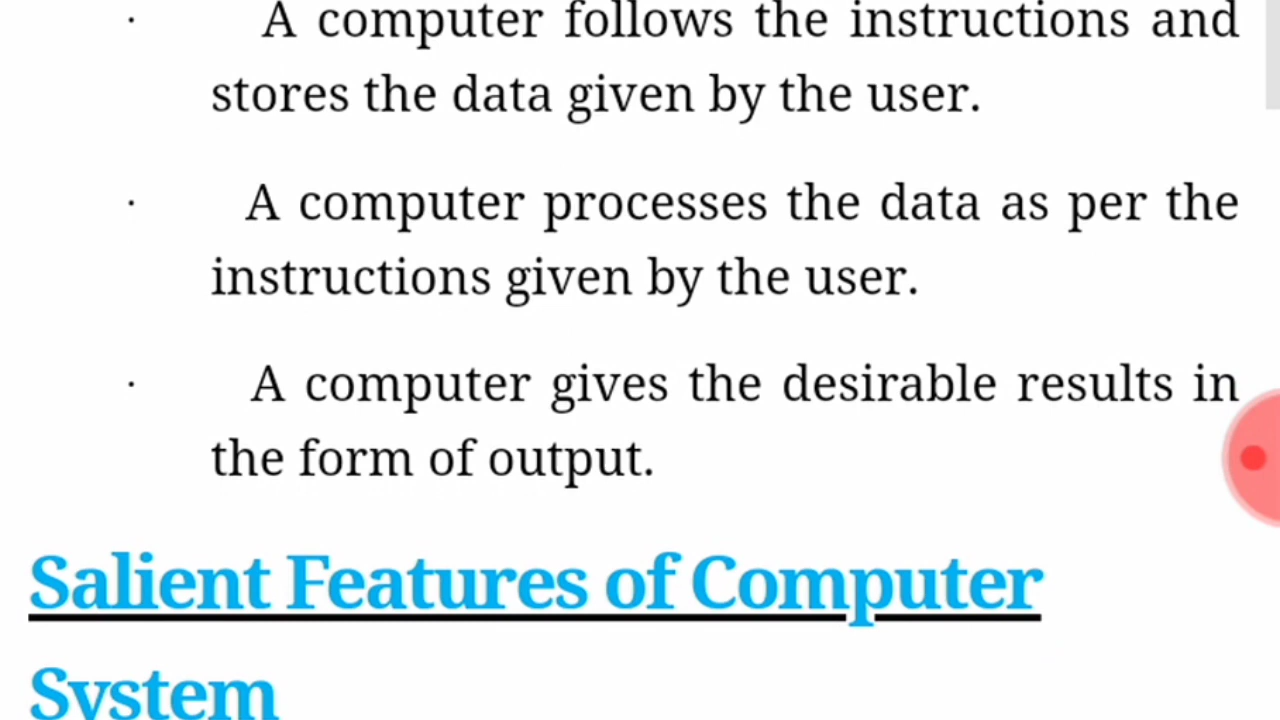 · A computer follows the instructions and
stores the data given by the user.
· A computer processes the data as per the
instructions given by the user.
· A computer gives the desirable results in
the form of output.
Salient Features of Computer
System